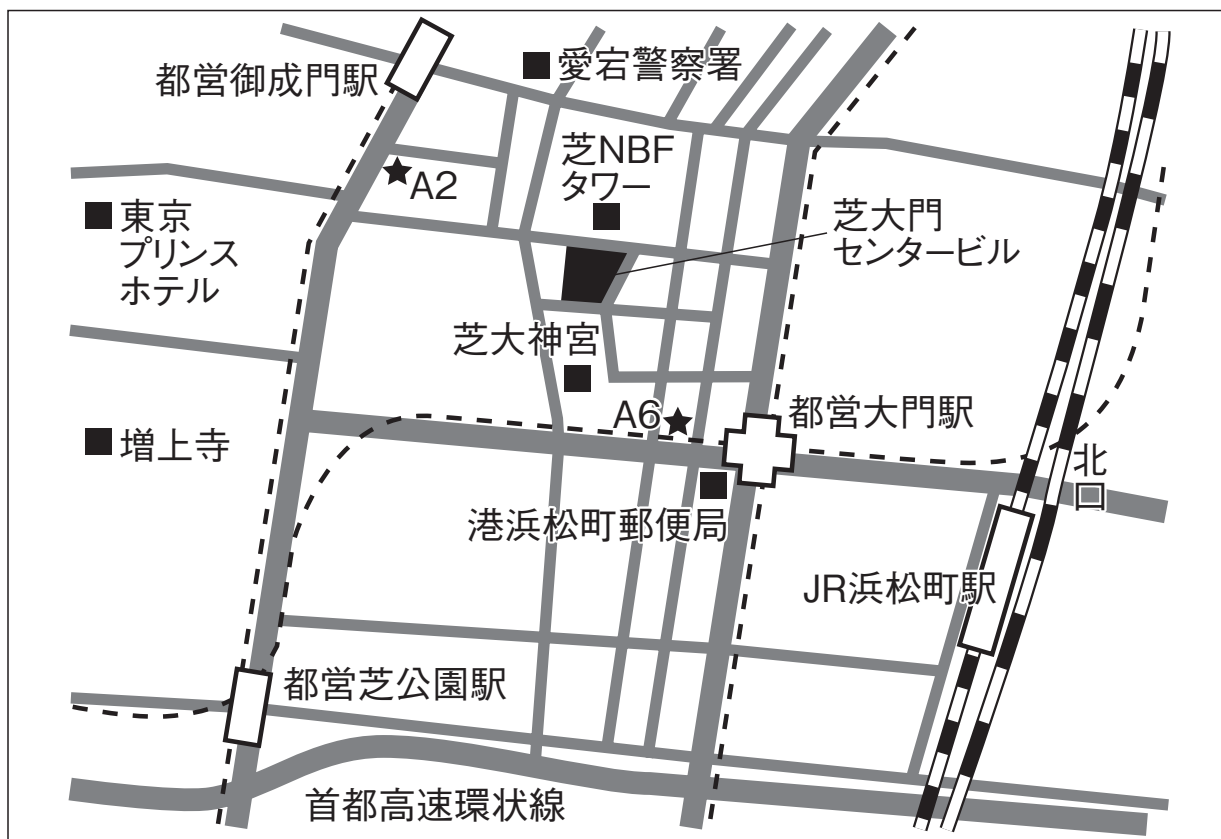 都営御成門駅
愛宕警察署
芝NBF
タワー
A2
東京
プリンス
ホテル
芝大門
センタービル
芝大神宮
A6
都営大門駅
増上寺
北口
港浜松町郵便局
JR浜松町駅
都営芝公園駅
首都高速環状線